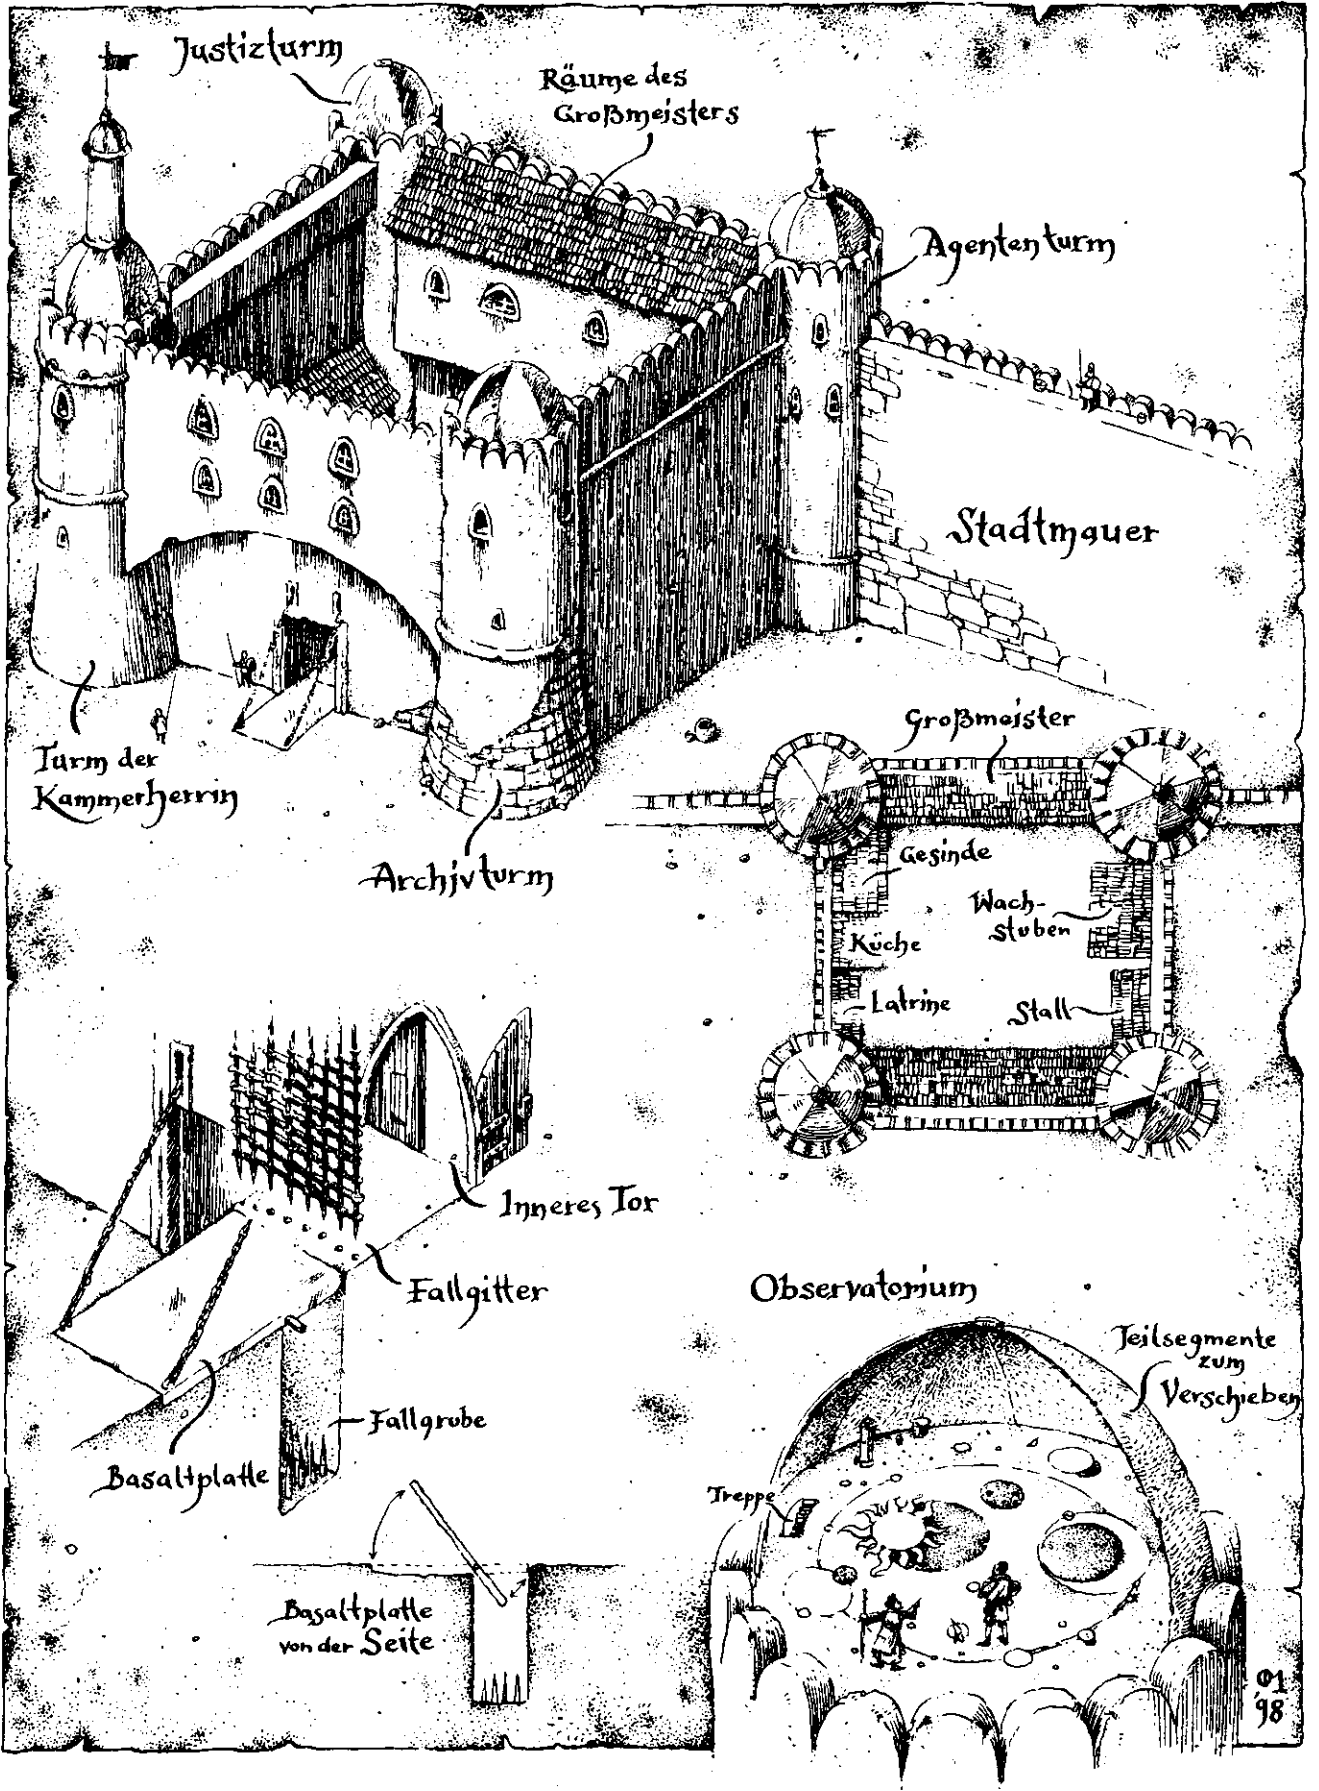 Justizturm
Räume des
Großmeisters
Agententurm
Stadtmauer
Turm der
Kammerherrin
Archivturm
Großmeister
Gesinde
Wach-
stuben
Küche
Latrine
Stall
Inneres Tor
Fallgitter
Fallgrube
Basaltplatte
Basaltplatte
von der Seite
Observatorium
Teilsegmente
zum
Verschieben
Treppe
01
'98